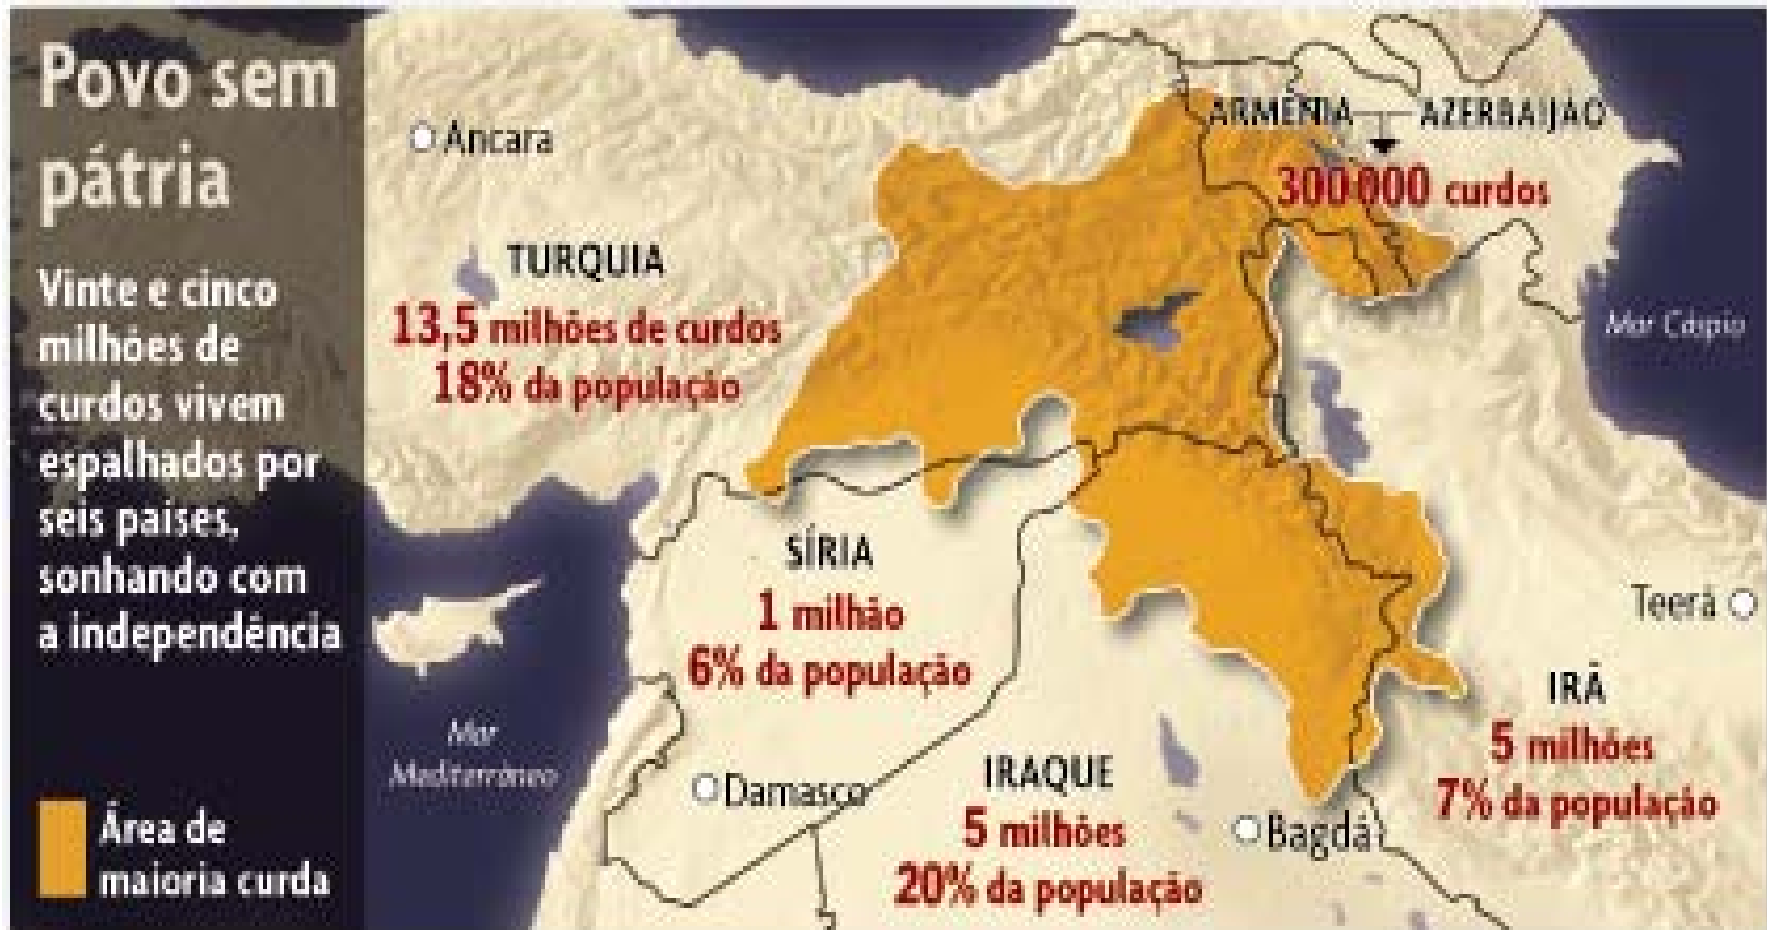 Povo sem
pátria
Vinte e cinco
milhões de
curdos vivem
espalhados por
seis países,
sonhando com
a independência
Área de
maioria curda
Ancara
TURQUIA
13,5 milhões de curdos
18% da população
ARMÊNIA
AZERBAIJÃO
300 000 curdos
Mar Cáspio
SÍRIA
1 milhão
6% da população
Teerã
IRÃ
5 milhões
7% da população
Mar
Mediterrâneo
Damasco
IRAQUE
5 milhões
20% da população
Bagdá